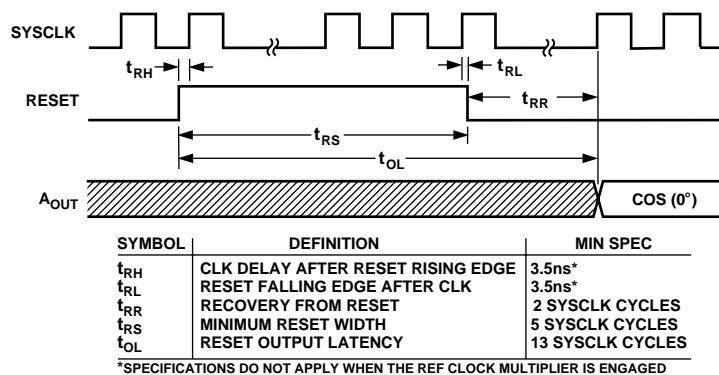 SYSCLK
tRH
tRL
RESET
tRR
tRS
tOL
AOUT
COS (0°)
SYMBOL DEFINITION MIN SPEC
tRH CLK DELAY AFTER RESET RISING EDGE 3.5ns*
tRL RESET FALLING EDGE AFTER CLK 3.5ns*
tRR RECOVERY FROM RESET 2 SYSCLK CYCLES
tRS MINIMUM RESET WIDTH 5 SYSCLK CYCLES
tOL RESET OUTPUT LATENCY 13 SYSCLK CYCLES
*SPECIFICATIONS DO NOT APPLY WHEN THE REF CLOCK MULTIPLIER IS ENGAGED